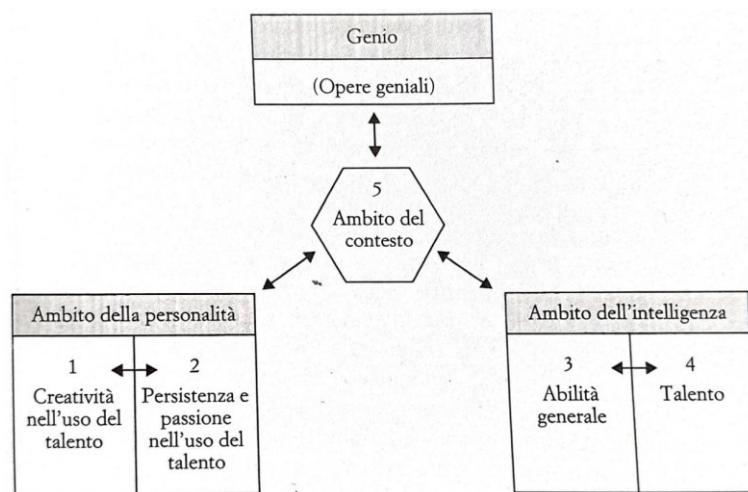 Genio
(Opere geniali)
5
Ambito del
contesto
Ambito della personalità
1
Creatività
nell'uso del
talento
2
Persistenza e
passione
nell'uso del
talento
Ambito dell'intelligenza
3
Abilità
generale
4
Talento